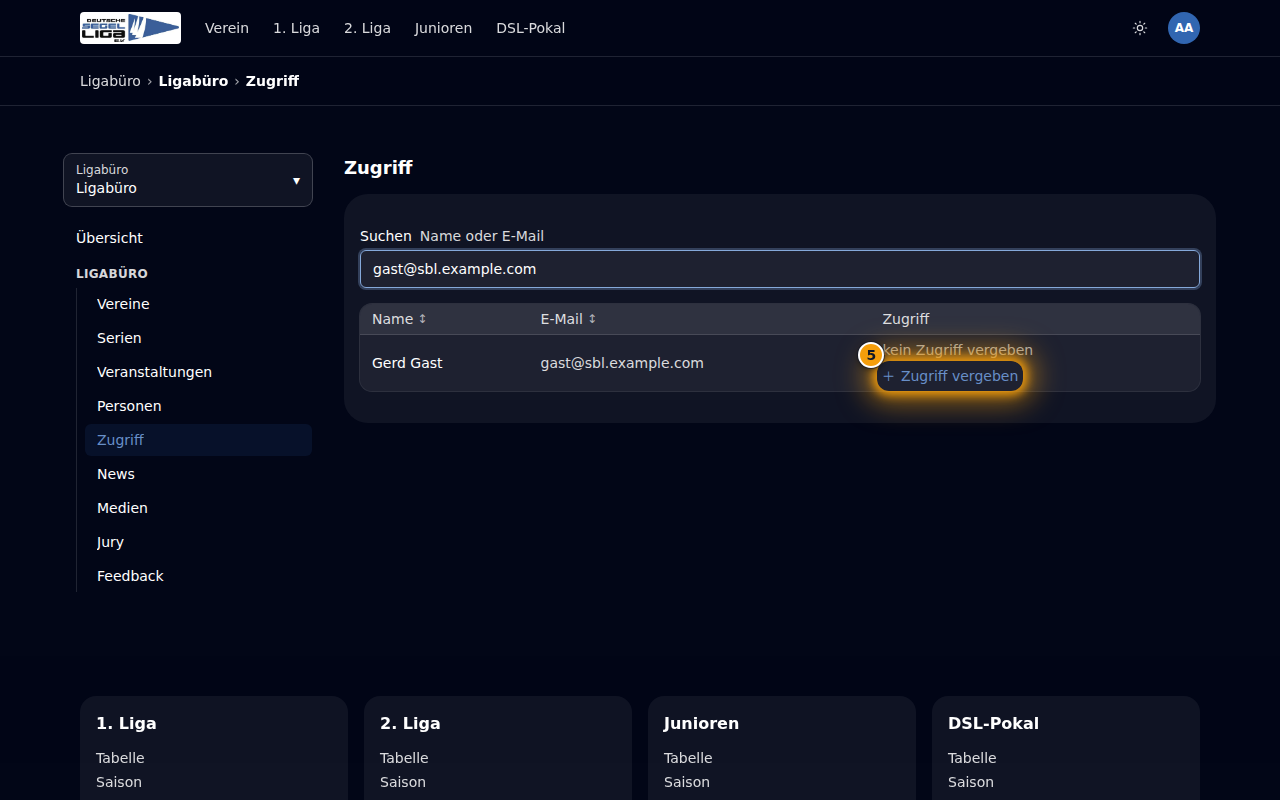 DEUTSCHE
SEGEL
LIGA
e.V.
Verein 1. Liga 2. Liga Junioren DSL-Pokal
AA
Ligabüro › Ligabüro › Zugriff
Ligabüro
Ligabüro
Übersicht
LIGABÜRO
Vereine
Serien
Veranstaltungen
Personen
Zugriff
News
Medien
Jury
Feedback
Zugriff
Suchen Name oder E-Mail
gast@sbl.example.com
Name ↕ E-Mail ↕ Zugriff
Gerd Gast gast@sbl.example.com kein Zugriff vergeben
5
+ Zugriff vergeben
1. Liga
Tabelle
Saison
2. Liga
Tabelle
Saison
Junioren
Tabelle
Saison
DSL-Pokal
Tabelle
Saison